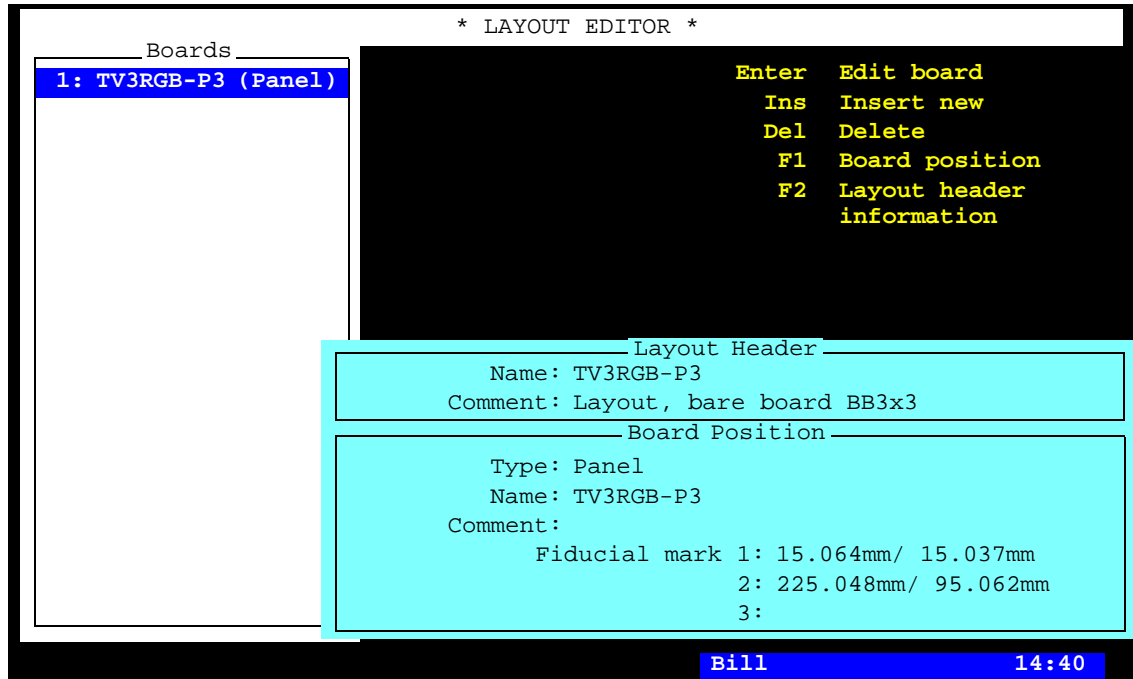 * LAYOUT EDITOR *
Boards
1: TV3RGB-P3 (Panel)
Enter Edit board
Ins Insert new
Del Delete
F1 Board position
F2 Layout header
information
Layout Header
Name: TV3RGB-P3
Comment: Layout, bare board BB3x3
Board Position
Type: Panel
Name: TV3RGB-P3
Comment:
Fiducial mark 1: 15.064mm/ 15.037mm
2: 225.048mm/ 95.062mm
3:
Bill 14:40